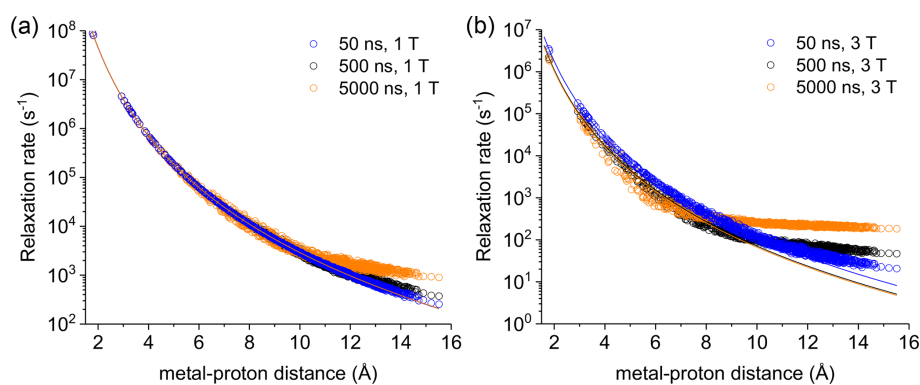 (a)
50 ns, 1 T
500 ns, 1 T
5000 ns, 1 T
Relaxation rate (s⁻¹)
10⁸
10⁷
10⁶
10⁵
10⁴
10³
10²
2 4 6 8 10 12 14 16
metal-proton distance (Å)
(b)
50 ns, 3 T
500 ns, 3 T
5000 ns, 3 T
Relaxation rate (s⁻¹)
10⁷
10⁶
10⁵
10⁴
10³
10²
10¹
10⁰
2 4 6 8 10 12 14 16
metal-proton distance (Å)